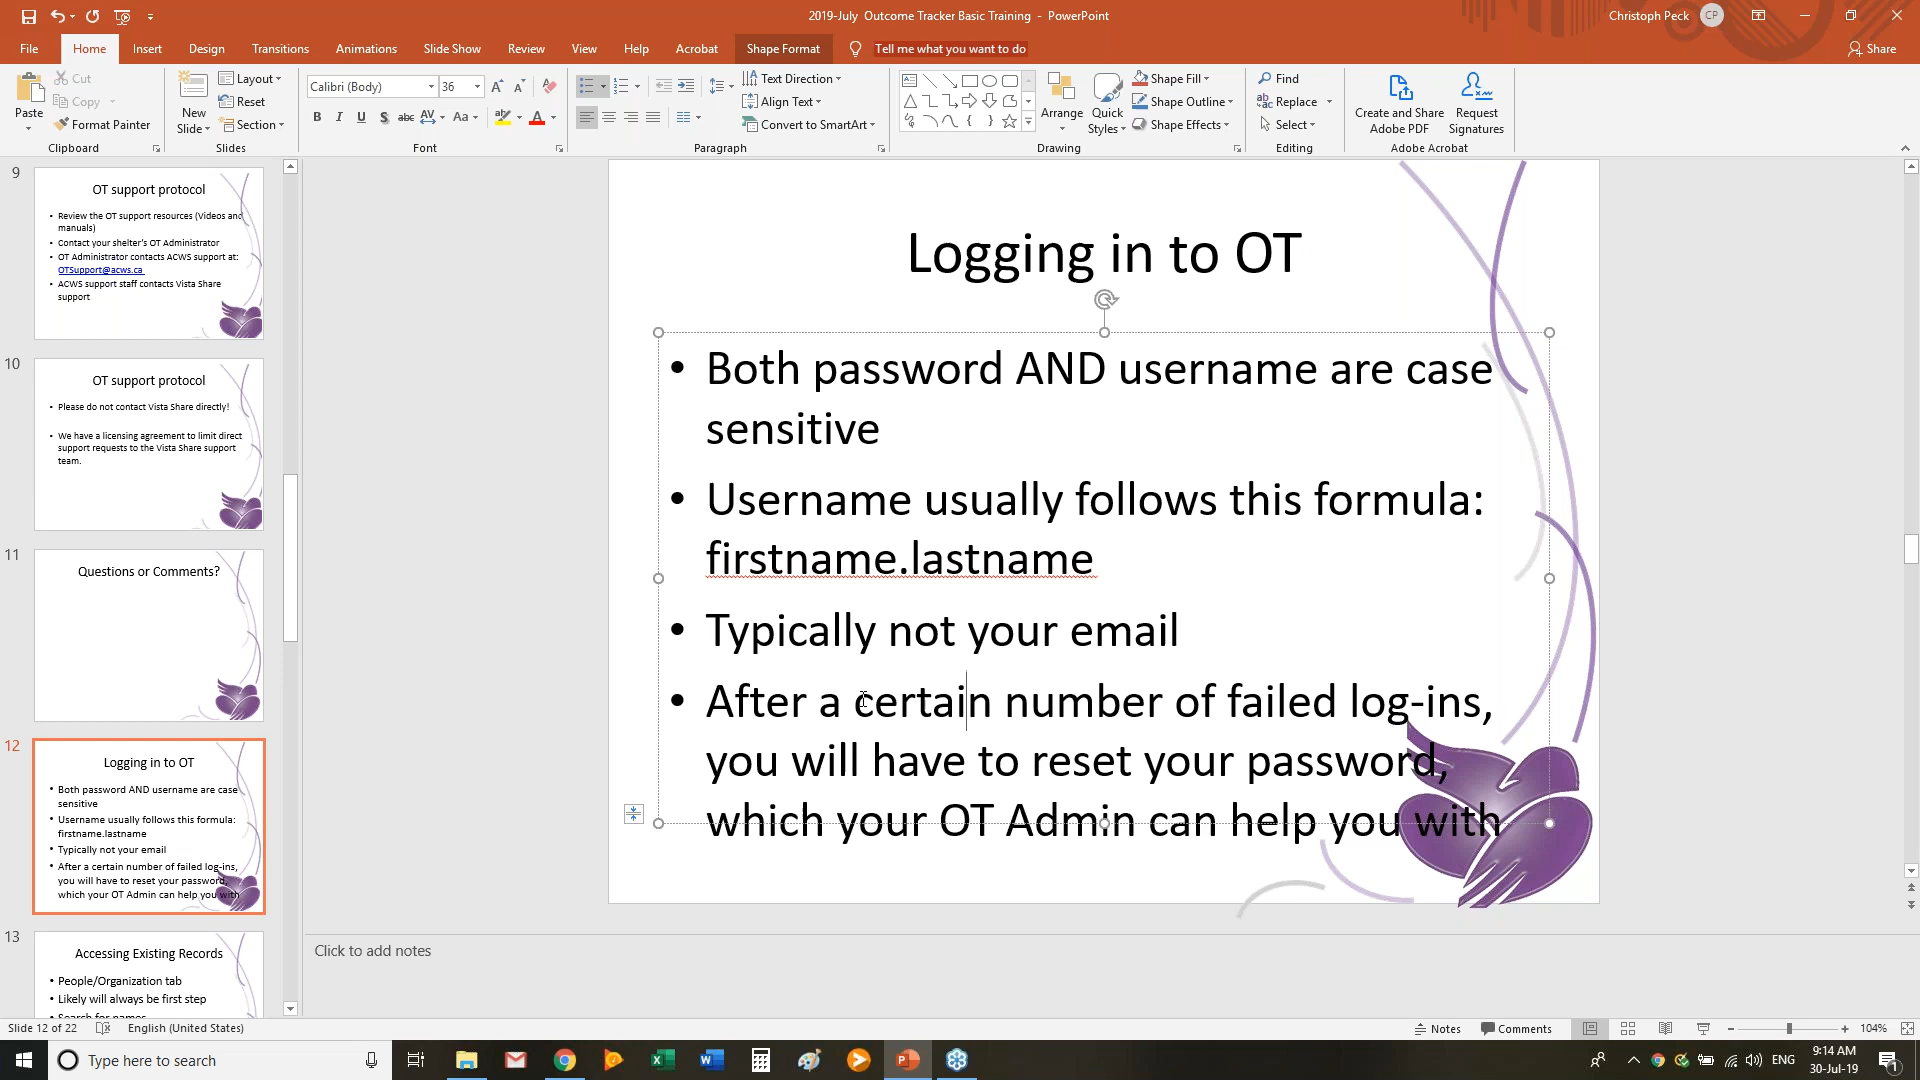 2019-July  Outcome Tracker Basic Training  -  PowerPoint
Christoph Peck
CP
File
Home
Insert
Design
Transitions
Animations
Slide Show
Review
View
Help
Acrobat
Shape Format
Tell me what you want to do
Share
Paste
Cut
Copy
Format Painter
Clipboard
New
Slide
Layout
Reset
Section
Slides
Calibri (Body)
36
Font
Text Direction
Align Text
Convert to SmartArt
Paragraph
Arrange
Quick
Styles
Shape Fill
Shape Outline
Shape Effects
Drawing
Find
Replace
Select
Editing
Create and Share
Adobe PDF
Request
Signatures
Adobe Acrobat
9
OT support protocol
• Review the OT support resources (Videos and
manuals)
• Contact your shelter's OT Administrator
• OT Administrator contacts ACWS support at:
OTSupport@acws.ca
• ACWS support staff contacts Vista Share
support
10
OT support protocol
• Please do not contact Vista Share directly!
• We have a licensing agreement to limit direct
support requests to the Vista Share support
team.
11
Questions or Comments?
12
Logging in to OT
• Both password AND username are case
sensitive
• Username usually follows this formula:
firstname.lastname
• Typically not your email
• After a certain number of failed log-ins,
you will have to reset your password,
which your OT Admin can help you with
13
Accessing Existing Records
• People/Organization tab
• Likely will always be first step
• Search for names
Logging in to OT
• Both password AND username are case
sensitive
• Username usually follows this formula:
firstname.lastname
• Typically not your email
• After a certain number of failed log-ins,
you will have to reset your password,
which your OT Admin can help you with
Click to add notes
Slide 12 of 22
English (United States)
Notes
Comments
104%
Type here to search
ENG
9:14 AM
30-Jul-19
1